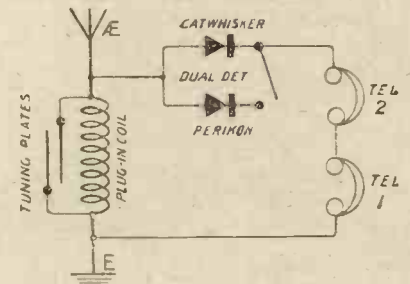 Æ
CATWHISKER
DUAL DET
PERIKON
TUNING PLATES
PLUG-IN COIL
TEL
2
TEL
1
E